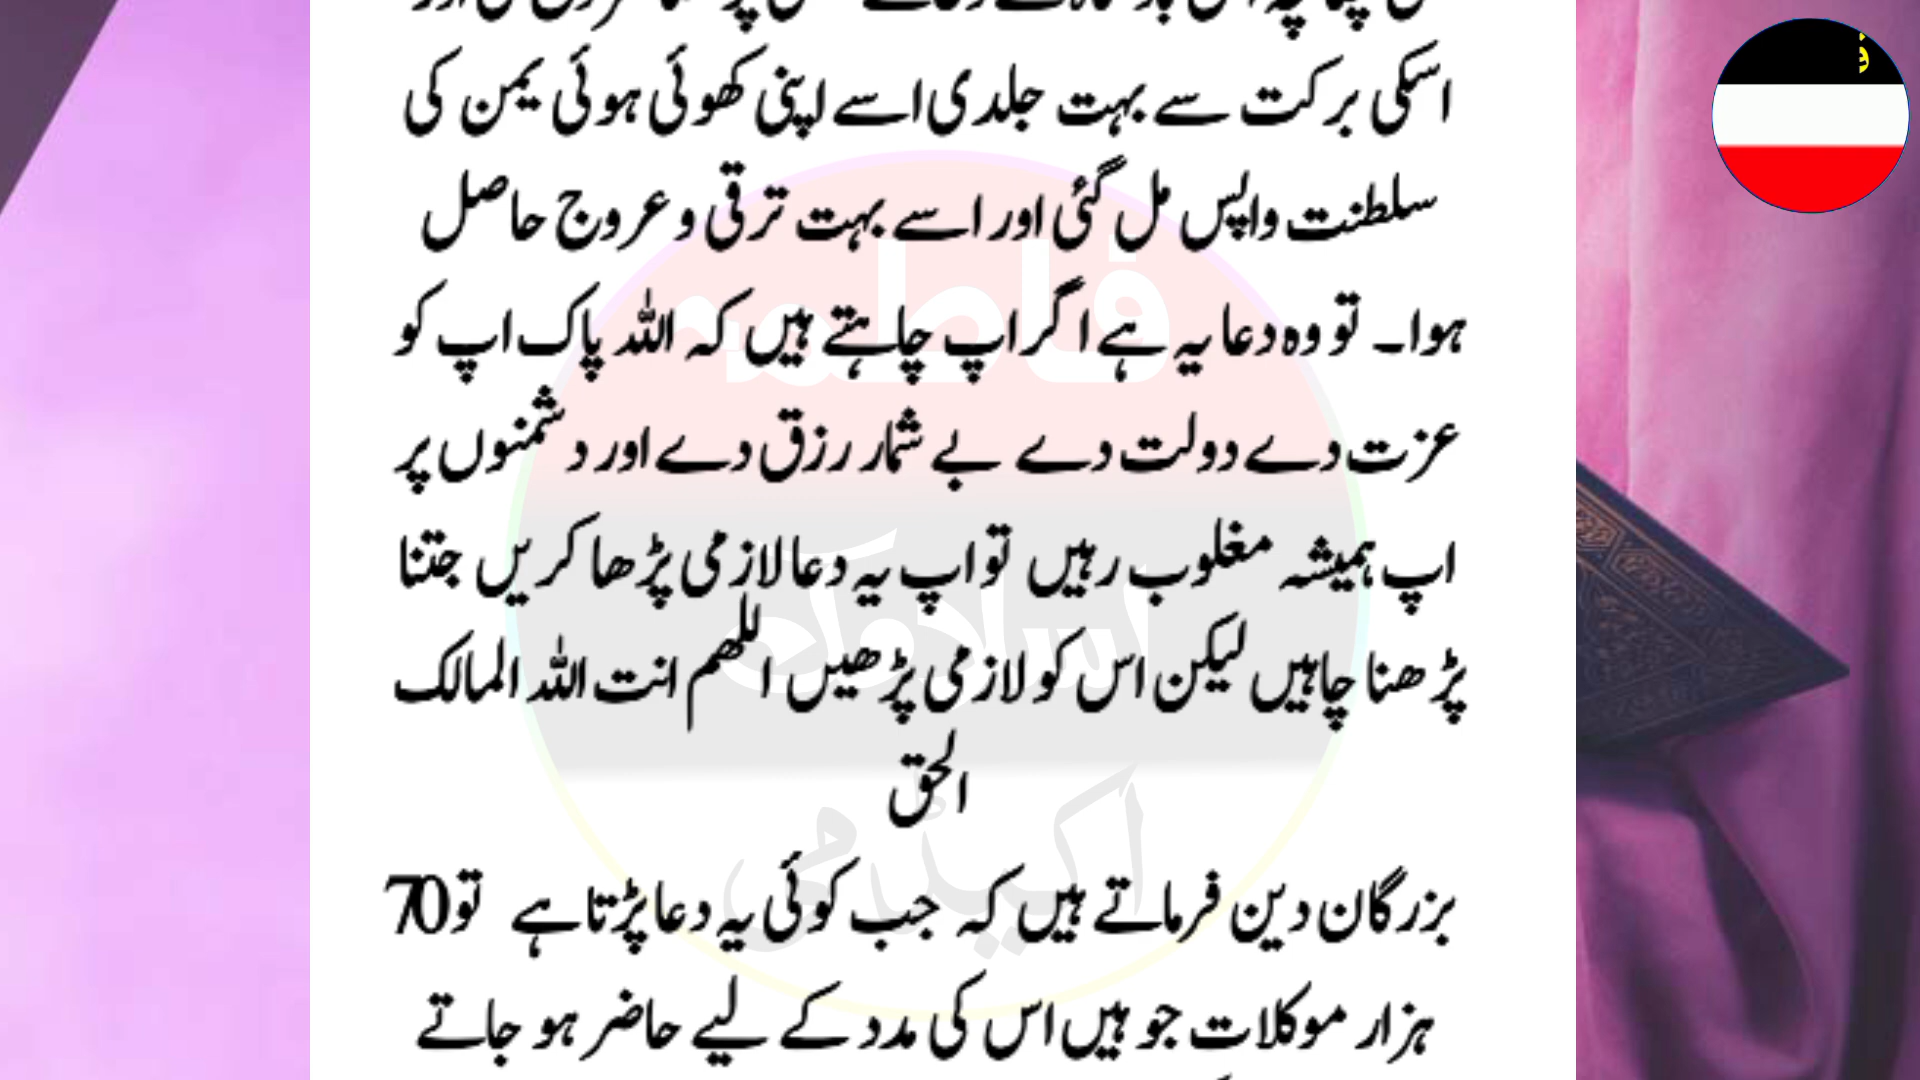 اسکی برکت سے بہت جلدی اسے اپنی کھوئی ہوئی یمن کی
سلطنت واپس مل گئی اور اسے بہت ترقی و عروج حاصل
ہوا۔ تو وہ دعا یہ ہے اگر اپ چاہتے ہیں کہ اللہ پاک اپ کو
عزت دے دولت دے بے شمار رزق دے اور دشمنوں پر
اپ ہمیشہ مغلوب رہیں تو اپ یہ دعا لازمی پڑھا کریں جتنا
پڑھنا چاہیں لیکن اس کو لازمی پڑھیں اللھم انت اللہ المالک
الحق
بزرگان دین فرماتے ہیں کہ جب کوئی یہ دعا پڑتا ہے تو 70
ہزار موکلات جو ہیں اس کی مدد کے لیے حاضر ہو جاتے
فاطمہ
اسلامک
اکیڈمی